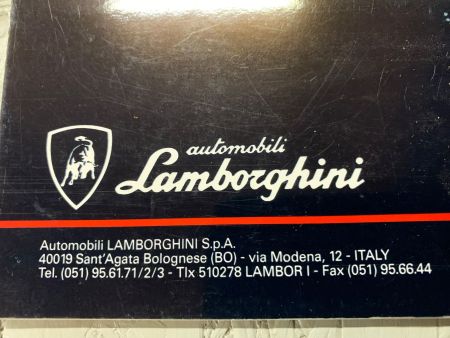 automobili
Lamborghini
Automobili LAMBORGHINI S.p.A.
40019 Sant'Agata Bolognese (BO) - via Modena, 12 - ITALY
Tel. (051) 95.61.71/2/3 - Tlx 510278 LAMBOR I - Fax (051) 95.66.44